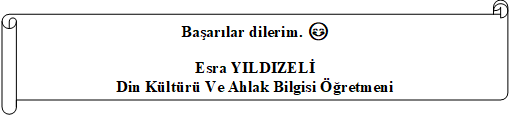 Başarılar dilerim. 😊
Esra YILDIZELİ
Din Kültürü Ve Ahlak Bilgisi Öğretmeni